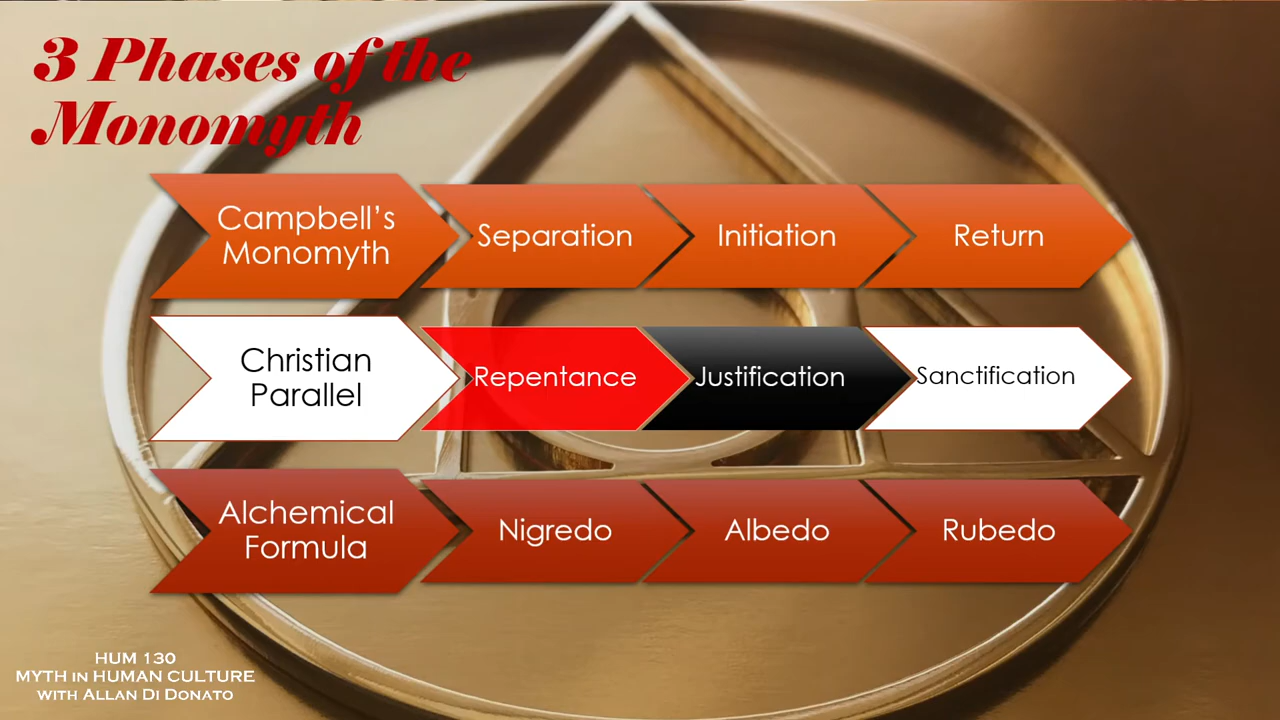 3 Phases of the
Monomyth
Campbell's
Monomyth
Separation
Initiation
Return
Christian
Parallel
Repentance
Justification
Sanctification
Alchemical
Formula
Nigredo
Albedo
Rubedo
HUM 130
MYTH in HUMAN CULTURE
WITH ALLAN DI DONATO